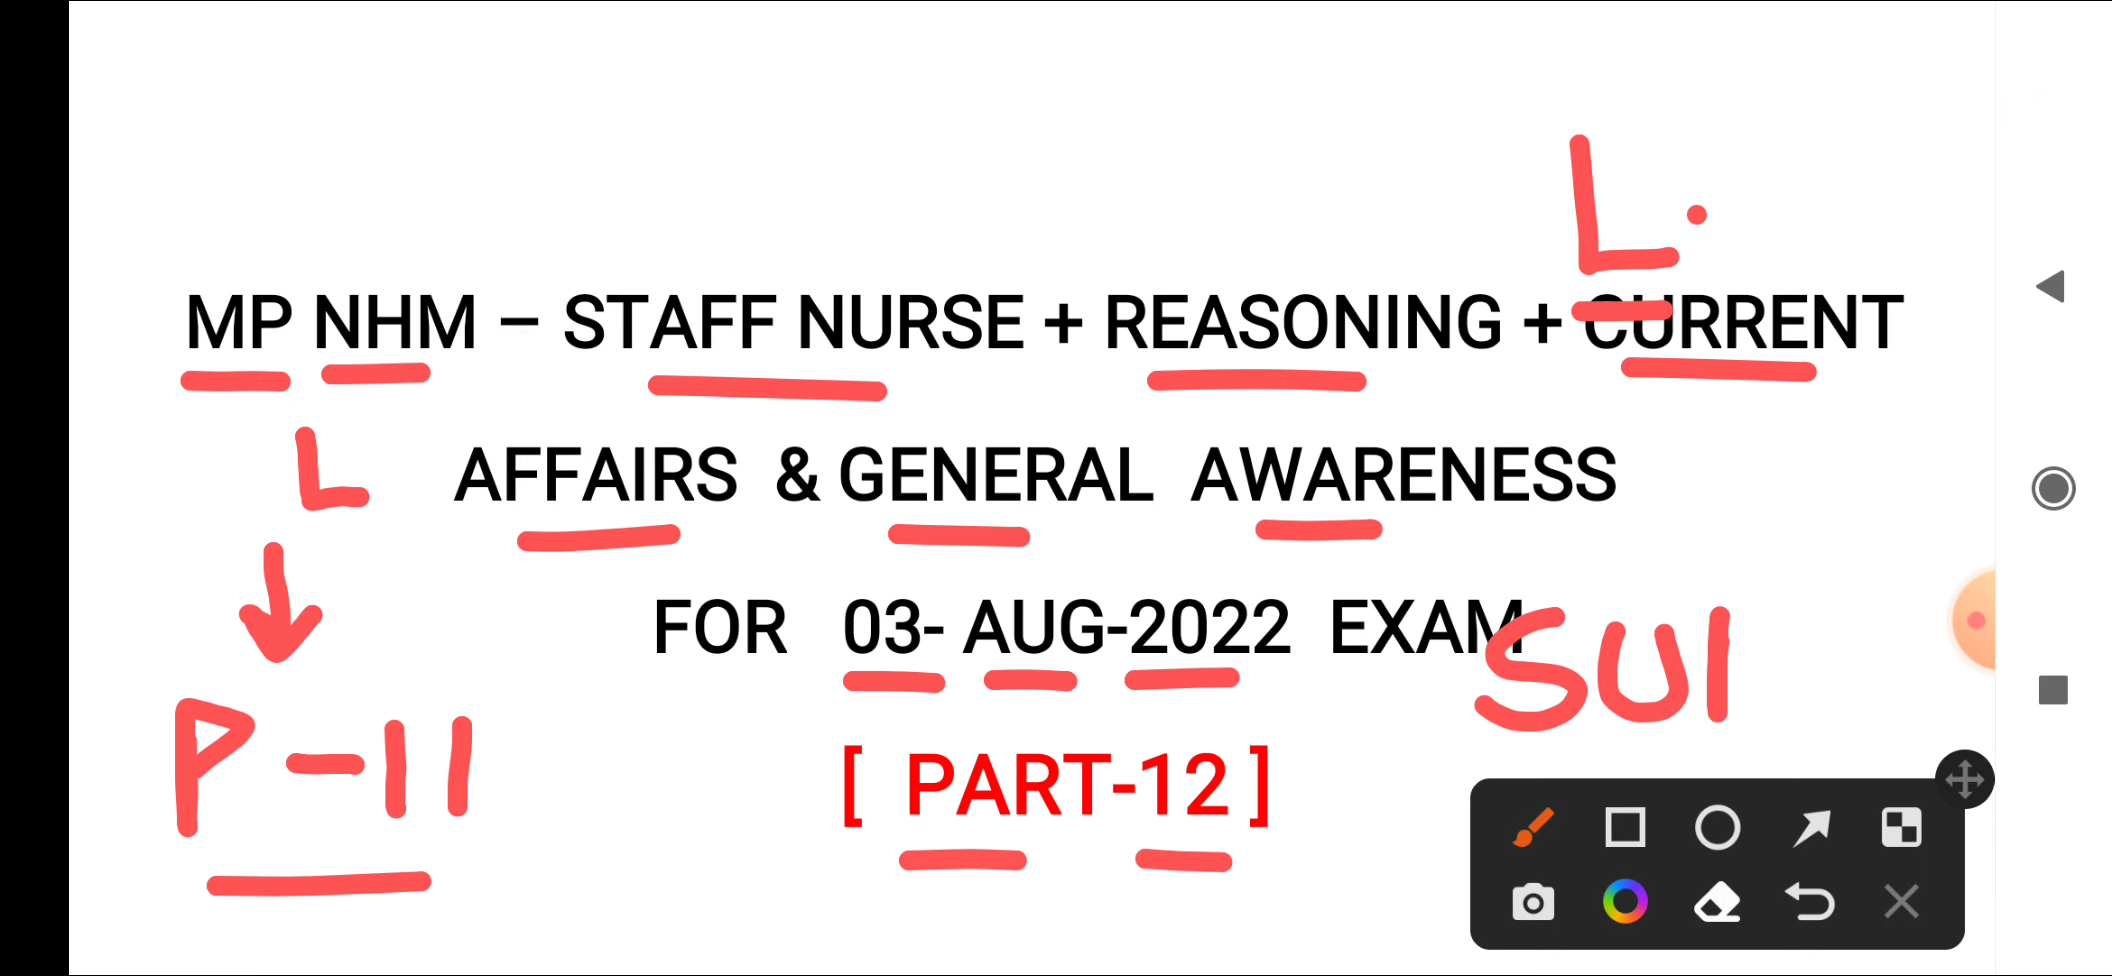 L.
MP NHM – STAFF NURSE + REASONING + CURRENT
L AFFAIRS & GENERAL AWARENESS
FOR 03- AUG-2022 EXAM
SUI
P-11
[ PART-12 ]